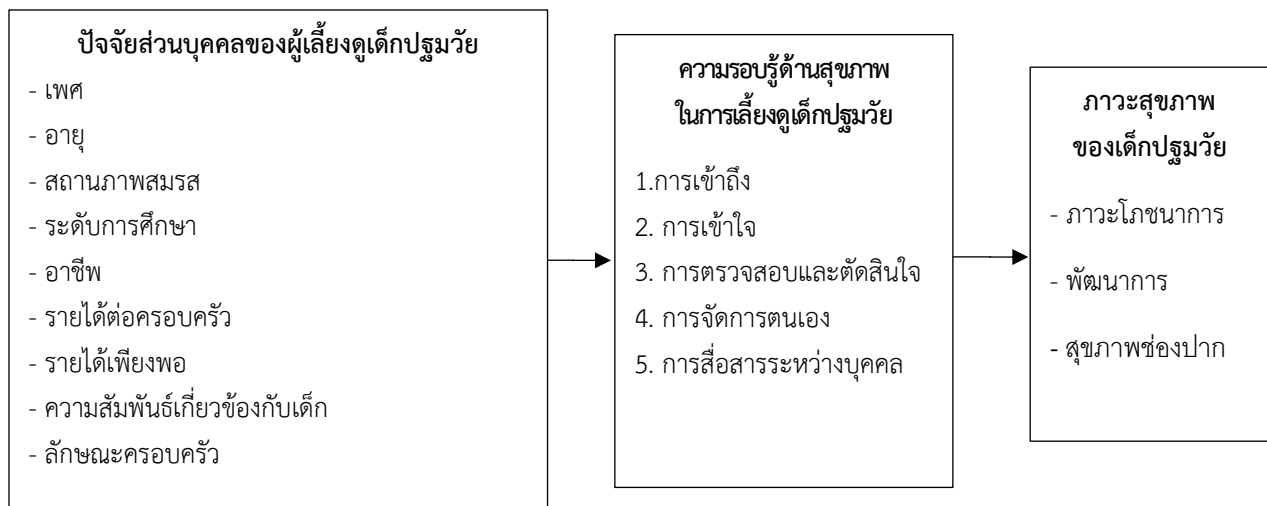 ปัจจัยส่วนบุคคลของผู้เลี้ยงดูเด็กปฐมวัย
- เพศ
- อายุ
- สถานภาพสมรส
- ระดับการศึกษา
- อาชีพ
- รายได้ต่อครอบครัว
- รายได้เพียงพอ
- ความสัมพันธ์เกี่ยวข้องกับเด็ก
- ลักษณะครอบครัว
ความรอบรู้ด้านสุขภาพ
ในการเลี้ยงดูเด็กปฐมวัย
1.การเข้าถึง
2. การเข้าใจ
3. การตรวจสอบและตัดสินใจ
4. การจัดการตนเอง
5. การสื่อสารระหว่างบุคคล
ภาวะสุขภาพ
ของเด็กปฐมวัย
- ภาวะโภชนาการ
- พัฒนาการ
- สุขภาพช่องปาก